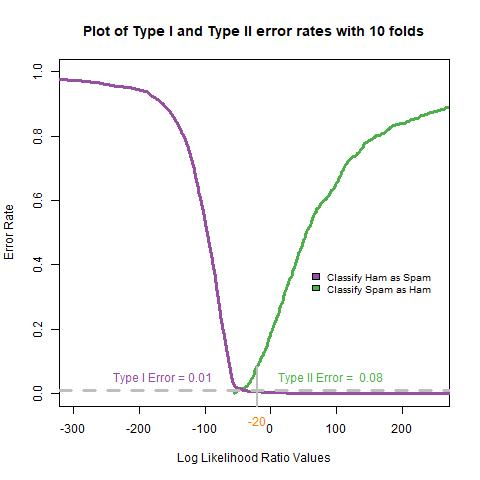 Plot of Type I and Type II error rates with 10 folds
Error Rate
1.0
0.8
0.6
0.4
0.2
0.0
Classify Ham as Spam
Classify Spam as Ham
Type I Error = 0.01
Type II Error = 0.08
-300 -200 -100 -20 0 100 200
Log Likelihood Ratio Values